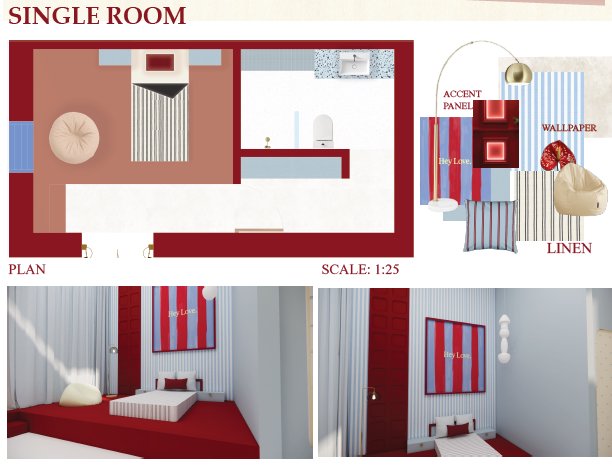 SINGLE ROOM
ACCENT
PANEL
WALLPAPER
Hey Love.
LINEN
PLAN
SCALE: 1:25
Hey Love.
Hey Love.